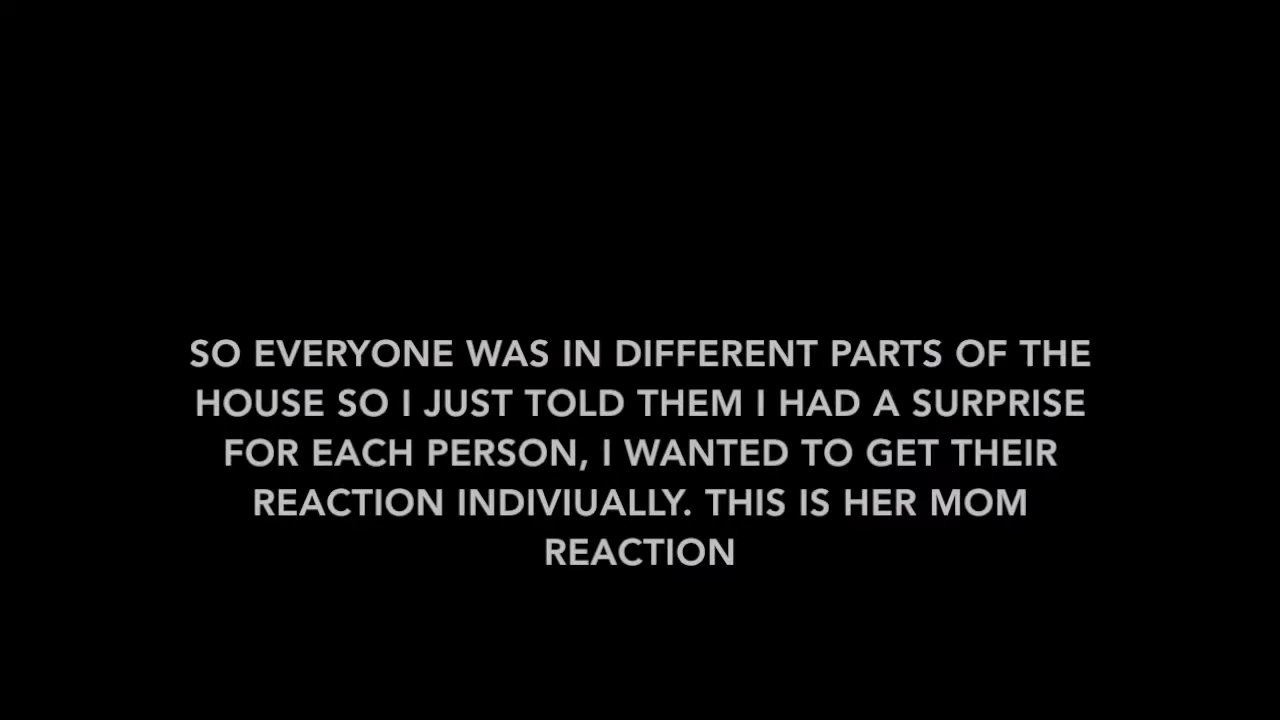 SO EVERYONE WAS IN DIFFERENT PARTS OF THE
HOUSE SO I JUST TOLD THEM I HAD A SURPRISE
FOR EACH PERSON, I WANTED TO GET THEIR
REACTION INDIVIUALLY. THIS IS HER MOM
REACTION